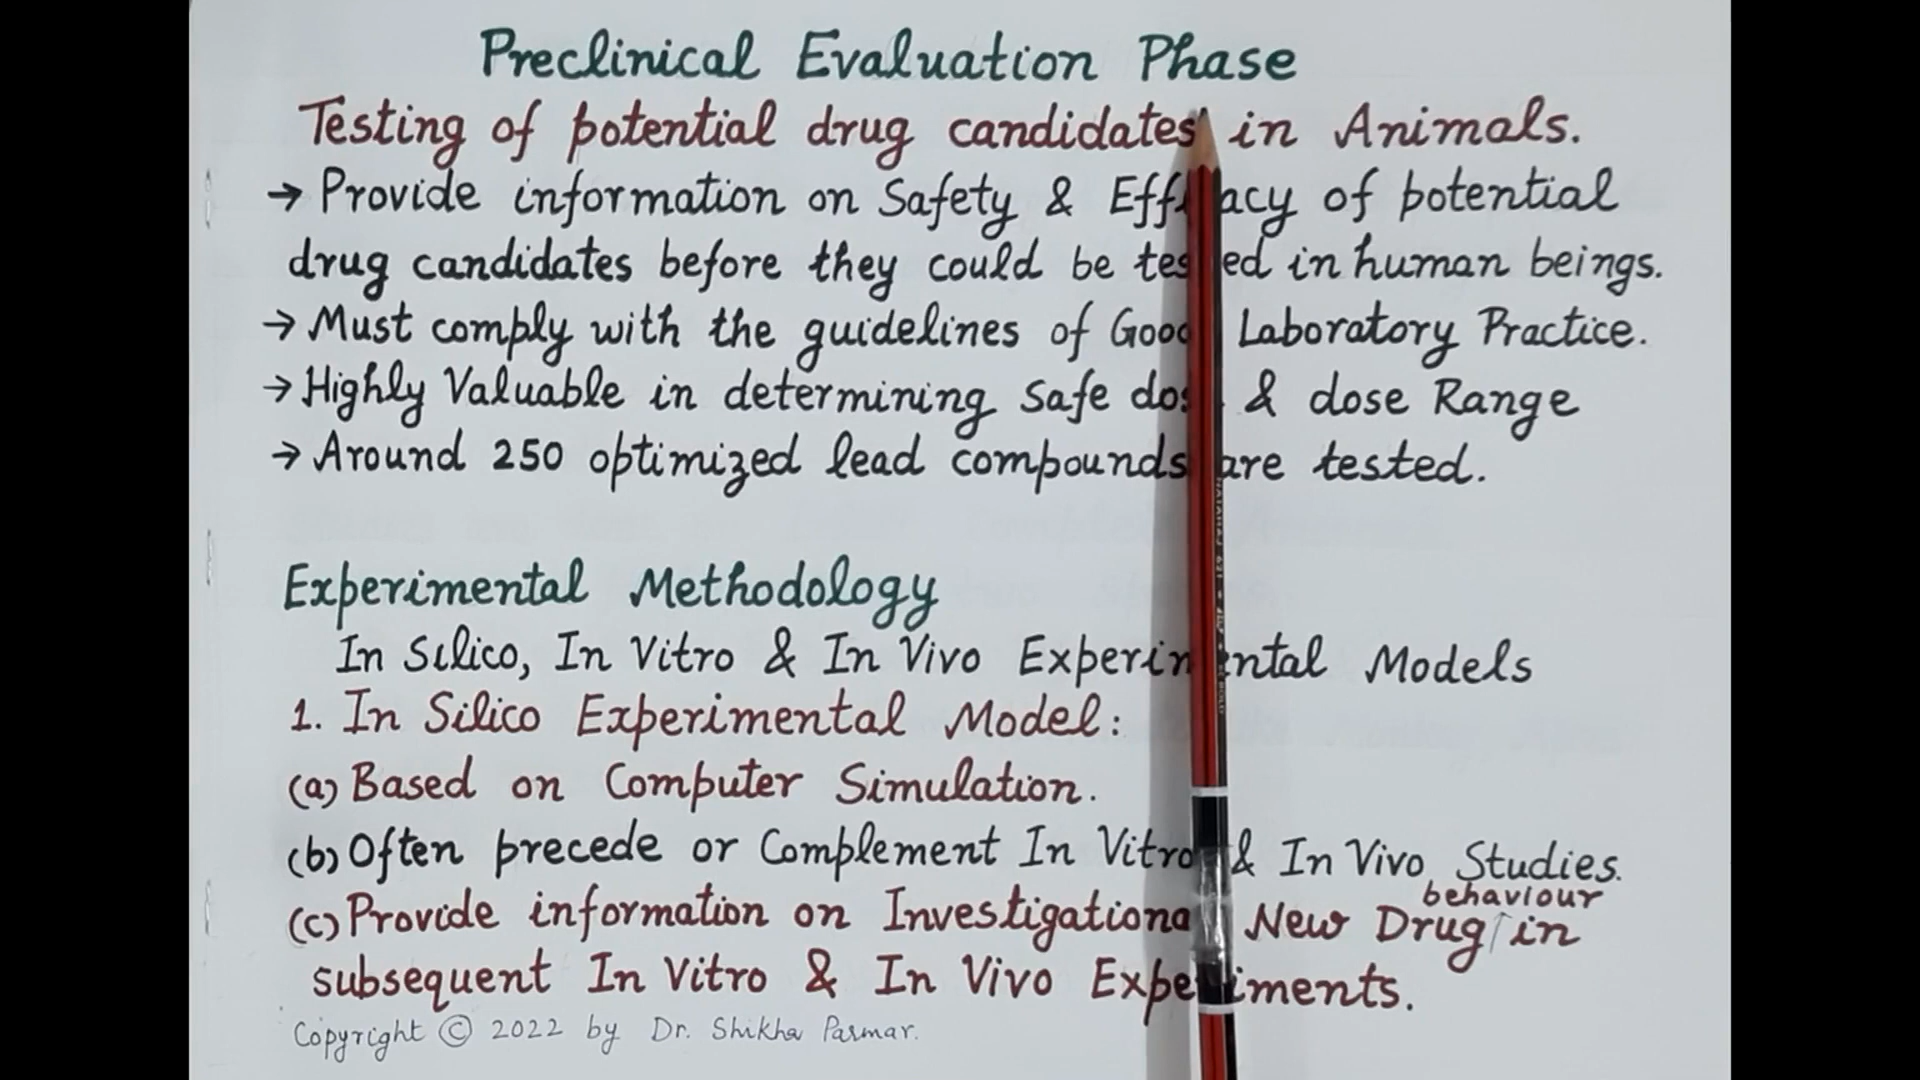 Preclinical Evaluation Phase
Testing of potential drug candidates in Animals.
→ Provide information on Safety & Efficacy of potential
drug candidates before they could be tested in human beings.
→ Must comply with the guidelines of Good Laboratory Practice.
→ Highly Valuable in determining Safe dose & dose Range
→ Around 250 optimized lead compounds are tested.
Experimental Methodology
In Silico, In Vitro & In Vivo Experimental Models
1. In Silico Experimental Model:
(a) Based on Computer Simulation.
(b) Often precede or Complement In Vitro & In Vivo Studies.
(c) Provide information on Investigational New Drug behaviour in
subsequent In Vitro & In Vivo Experiments.
Copyright © 2022 by Dr. Shikha Parmar.